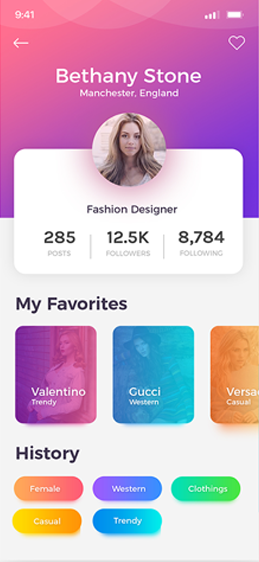 9:41
Bethany Stone
Manchester, England
Fashion Designer
285 12.5K 8,784
POSTS FOLLOWERS FOLLOWING
My Favorites
Valentino Gucci Versa
Trendy Western Casual
History
Female Western Clothings
Casual Trendy